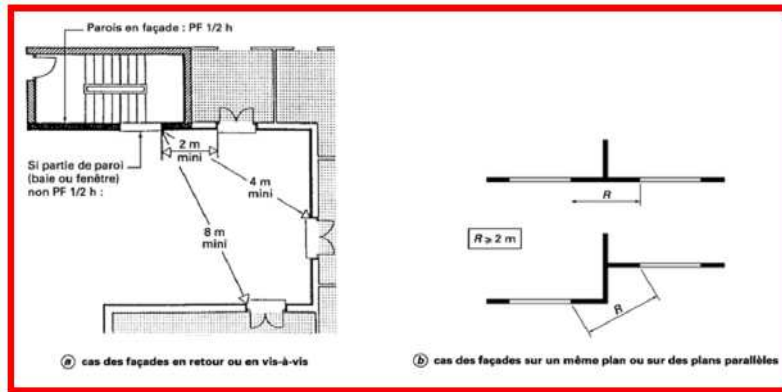 Parois en façade : PF 1/2 h
2 m
mini
Si partie de paroi
(baie ou fenêtre)
non PF 1/2 h :
4 m
mini
8 m
mini
a cas des façades en retour ou en vis-à-vis
R
R ⩾ 2 m
R
b cas des façades sur un même plan ou sur des plans parallèles